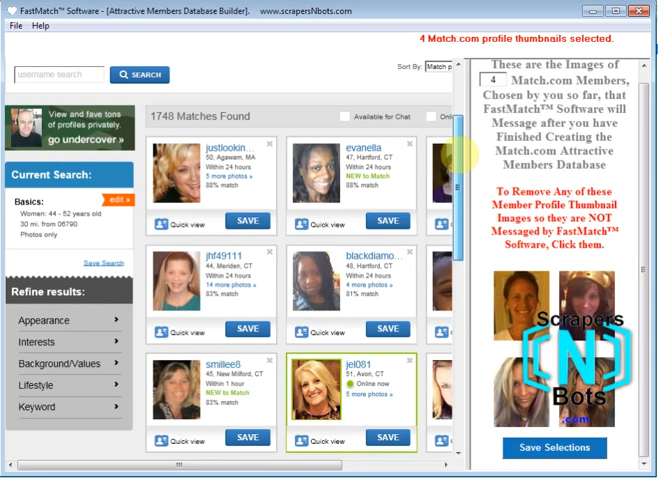 FastMatch™ Software - [Attractive Members Database Builder]. www.scrapersNbots.com
File Help
4 Match.com profile thumbnails selected.
username search
SEARCH
Sort By: Match p
View and fave tons
of profiles privately.
go undercover »
Current Search:
Basics:
edit »
Women: 44 - 52 years old
30 mi. from 06790
Photos only
Save Search
Refine results:
Appearance
Interests
Background/Values
Lifestyle
Keyword
1748 Matches Found
Available for Chat
justlookin...
50, Agawam, MA
Within 24 hours
5 more photos »
88% match
Quick view
SAVE
evanella
47, Hartford, CT
Within 24 hours
NEW to Match
88% match
Quick view
SAVE
jhf49111
44, Meriden, CT
Within 24 hours
14 more photos »
83% match
Quick view
SAVE
blackdiamo...
48, Hartford, CT
Within 24 hours
4 more photos »
81% match
Quick view
SAVE
smillee8
45, New Milford, CT
Within 1 hour
NEW to Match
83% match
Quick view
SAVE
jel081
51, Avon, CT
Online now
5 more photos »
Quick view
SAVE
These are the Images of
4 Match.com Members,
Chosen by you so far, that
FastMatch™ Software will
Message after you have
Finished Creating the
Match.com Attractive
Members Database
To Remove Any of these
Member Profile Thumbnail
Images so they are NOT
Messaged by FastMatch™
Software, Click them.
Scrapers
N
Bots
.com
Save Selections